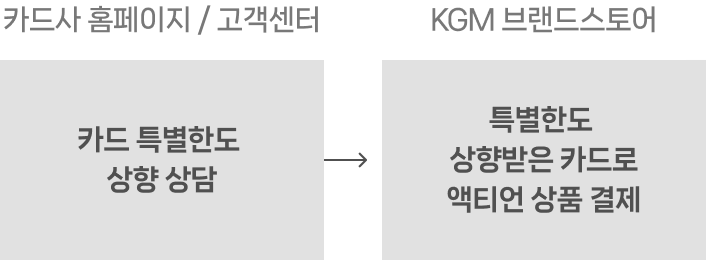 카드사 홈페이지 / 고객센터
KGM 브랜드스토어
카드 특별한도
상향 상담
특별한도
상향받은 카드로
액티언 상품 결제